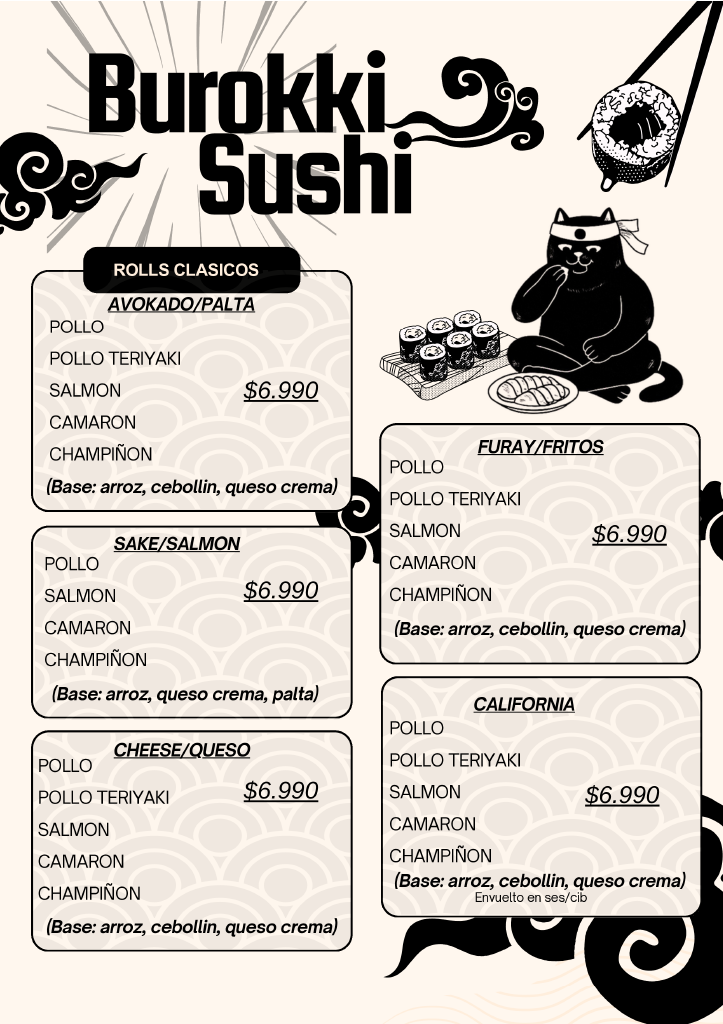 Burokki
Sushi
ROLLS CLASICOS
AVOKADO/PALTA
POLLO
POLLO TERIYAKI
SALMON
$6.990
CAMARON
CHAMPIÑON
(Base: arroz, cebollin, queso crema)
SAKE/SALMON
POLLO
SALMON
$6.990
CAMARON
CHAMPIÑON
(Base: arroz, queso crema, palta)
CHEESE/QUESO
POLLO
POLLO TERIYAKI
$6.990
SALMON
CAMARON
CHAMPIÑON
(Base: arroz, cebollin, queso crema)
FURAY/FRITOS
POLLO
POLLO TERIYAKI
SALMON
$6.990
CAMARON
CHAMPIÑON
(Base: arroz, cebollin, queso crema)
CALIFORNIA
POLLO
POLLO TERIYAKI
SALMON
$6.990
CAMARON
CHAMPIÑON
(Base: arroz, cebollin, queso crema)
Envuelto en ses/cib